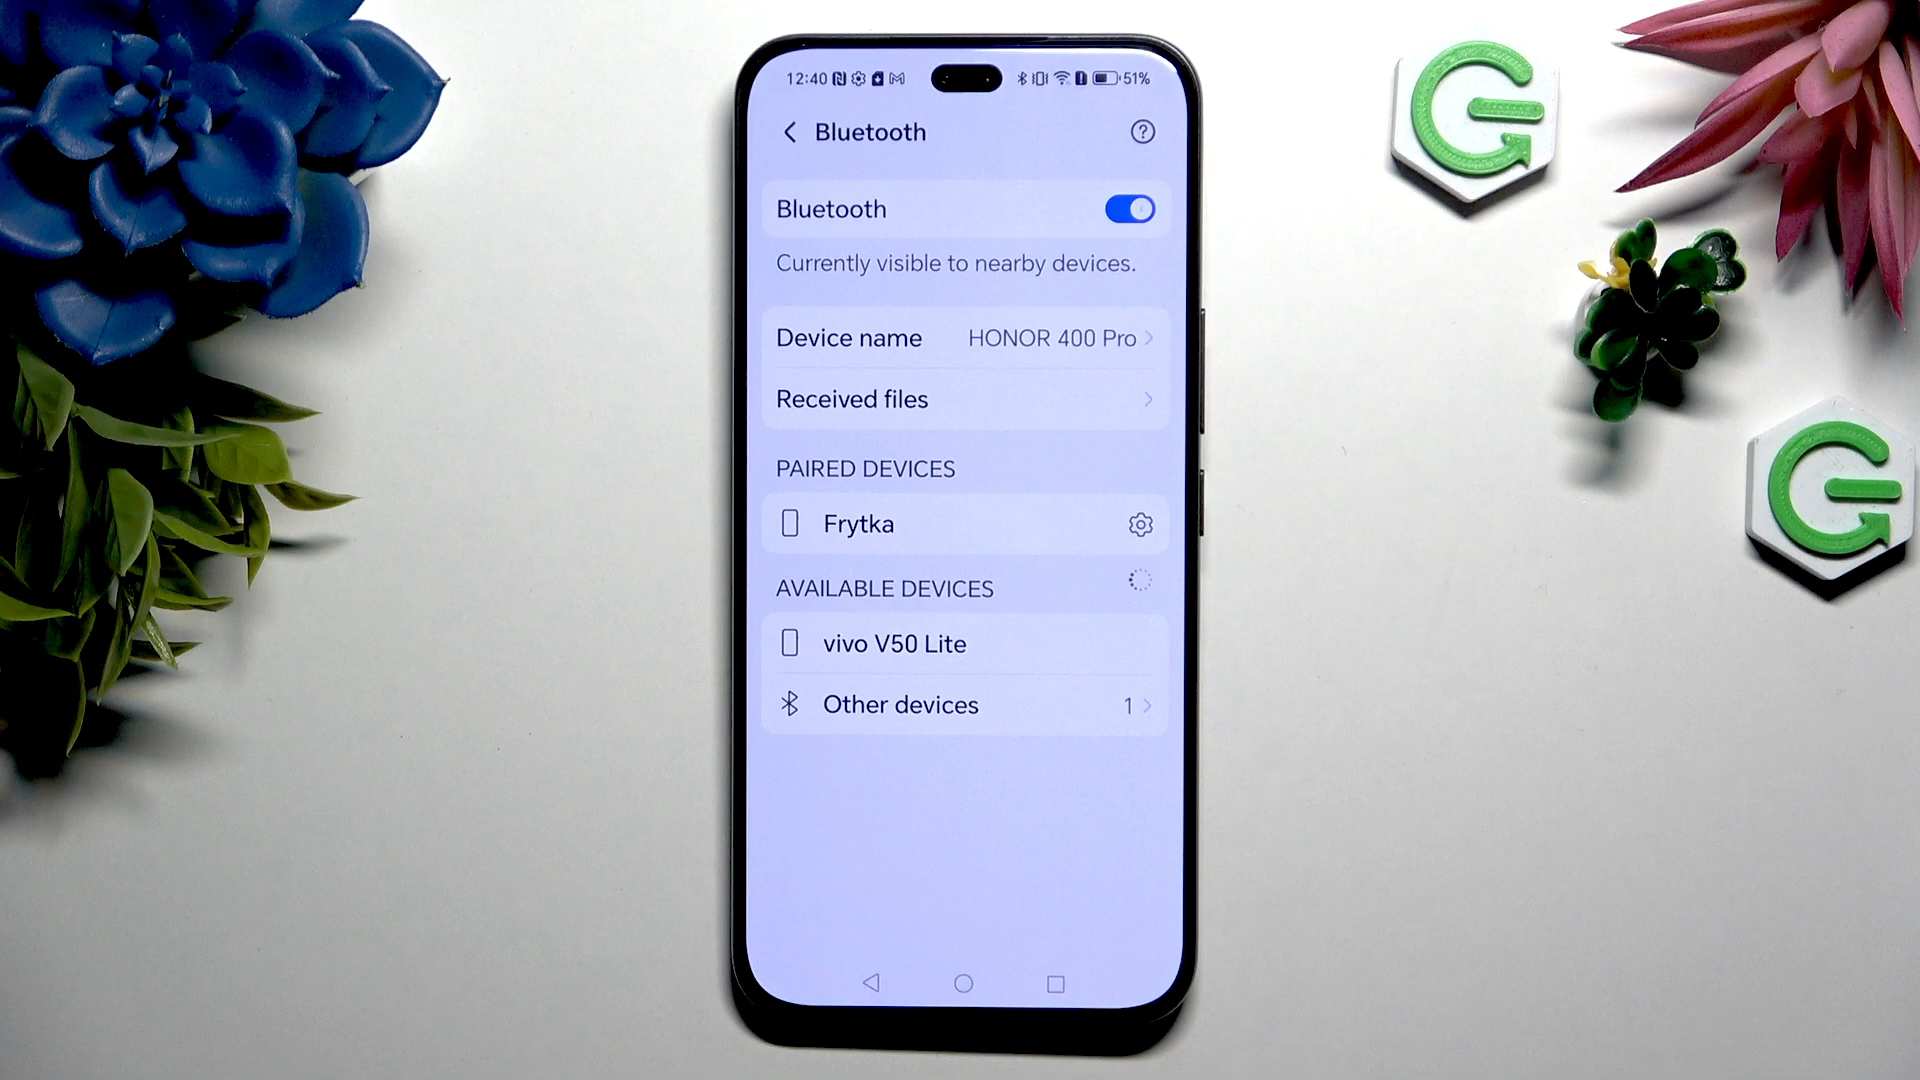 12:40 51%
Bluetooth
Bluetooth
Currently visible to nearby devices.
Device name HONOR 400 Pro
Received files
PAIRED DEVICES
Frytka
AVAILABLE DEVICES
vivo V50 Lite
Other devices 1